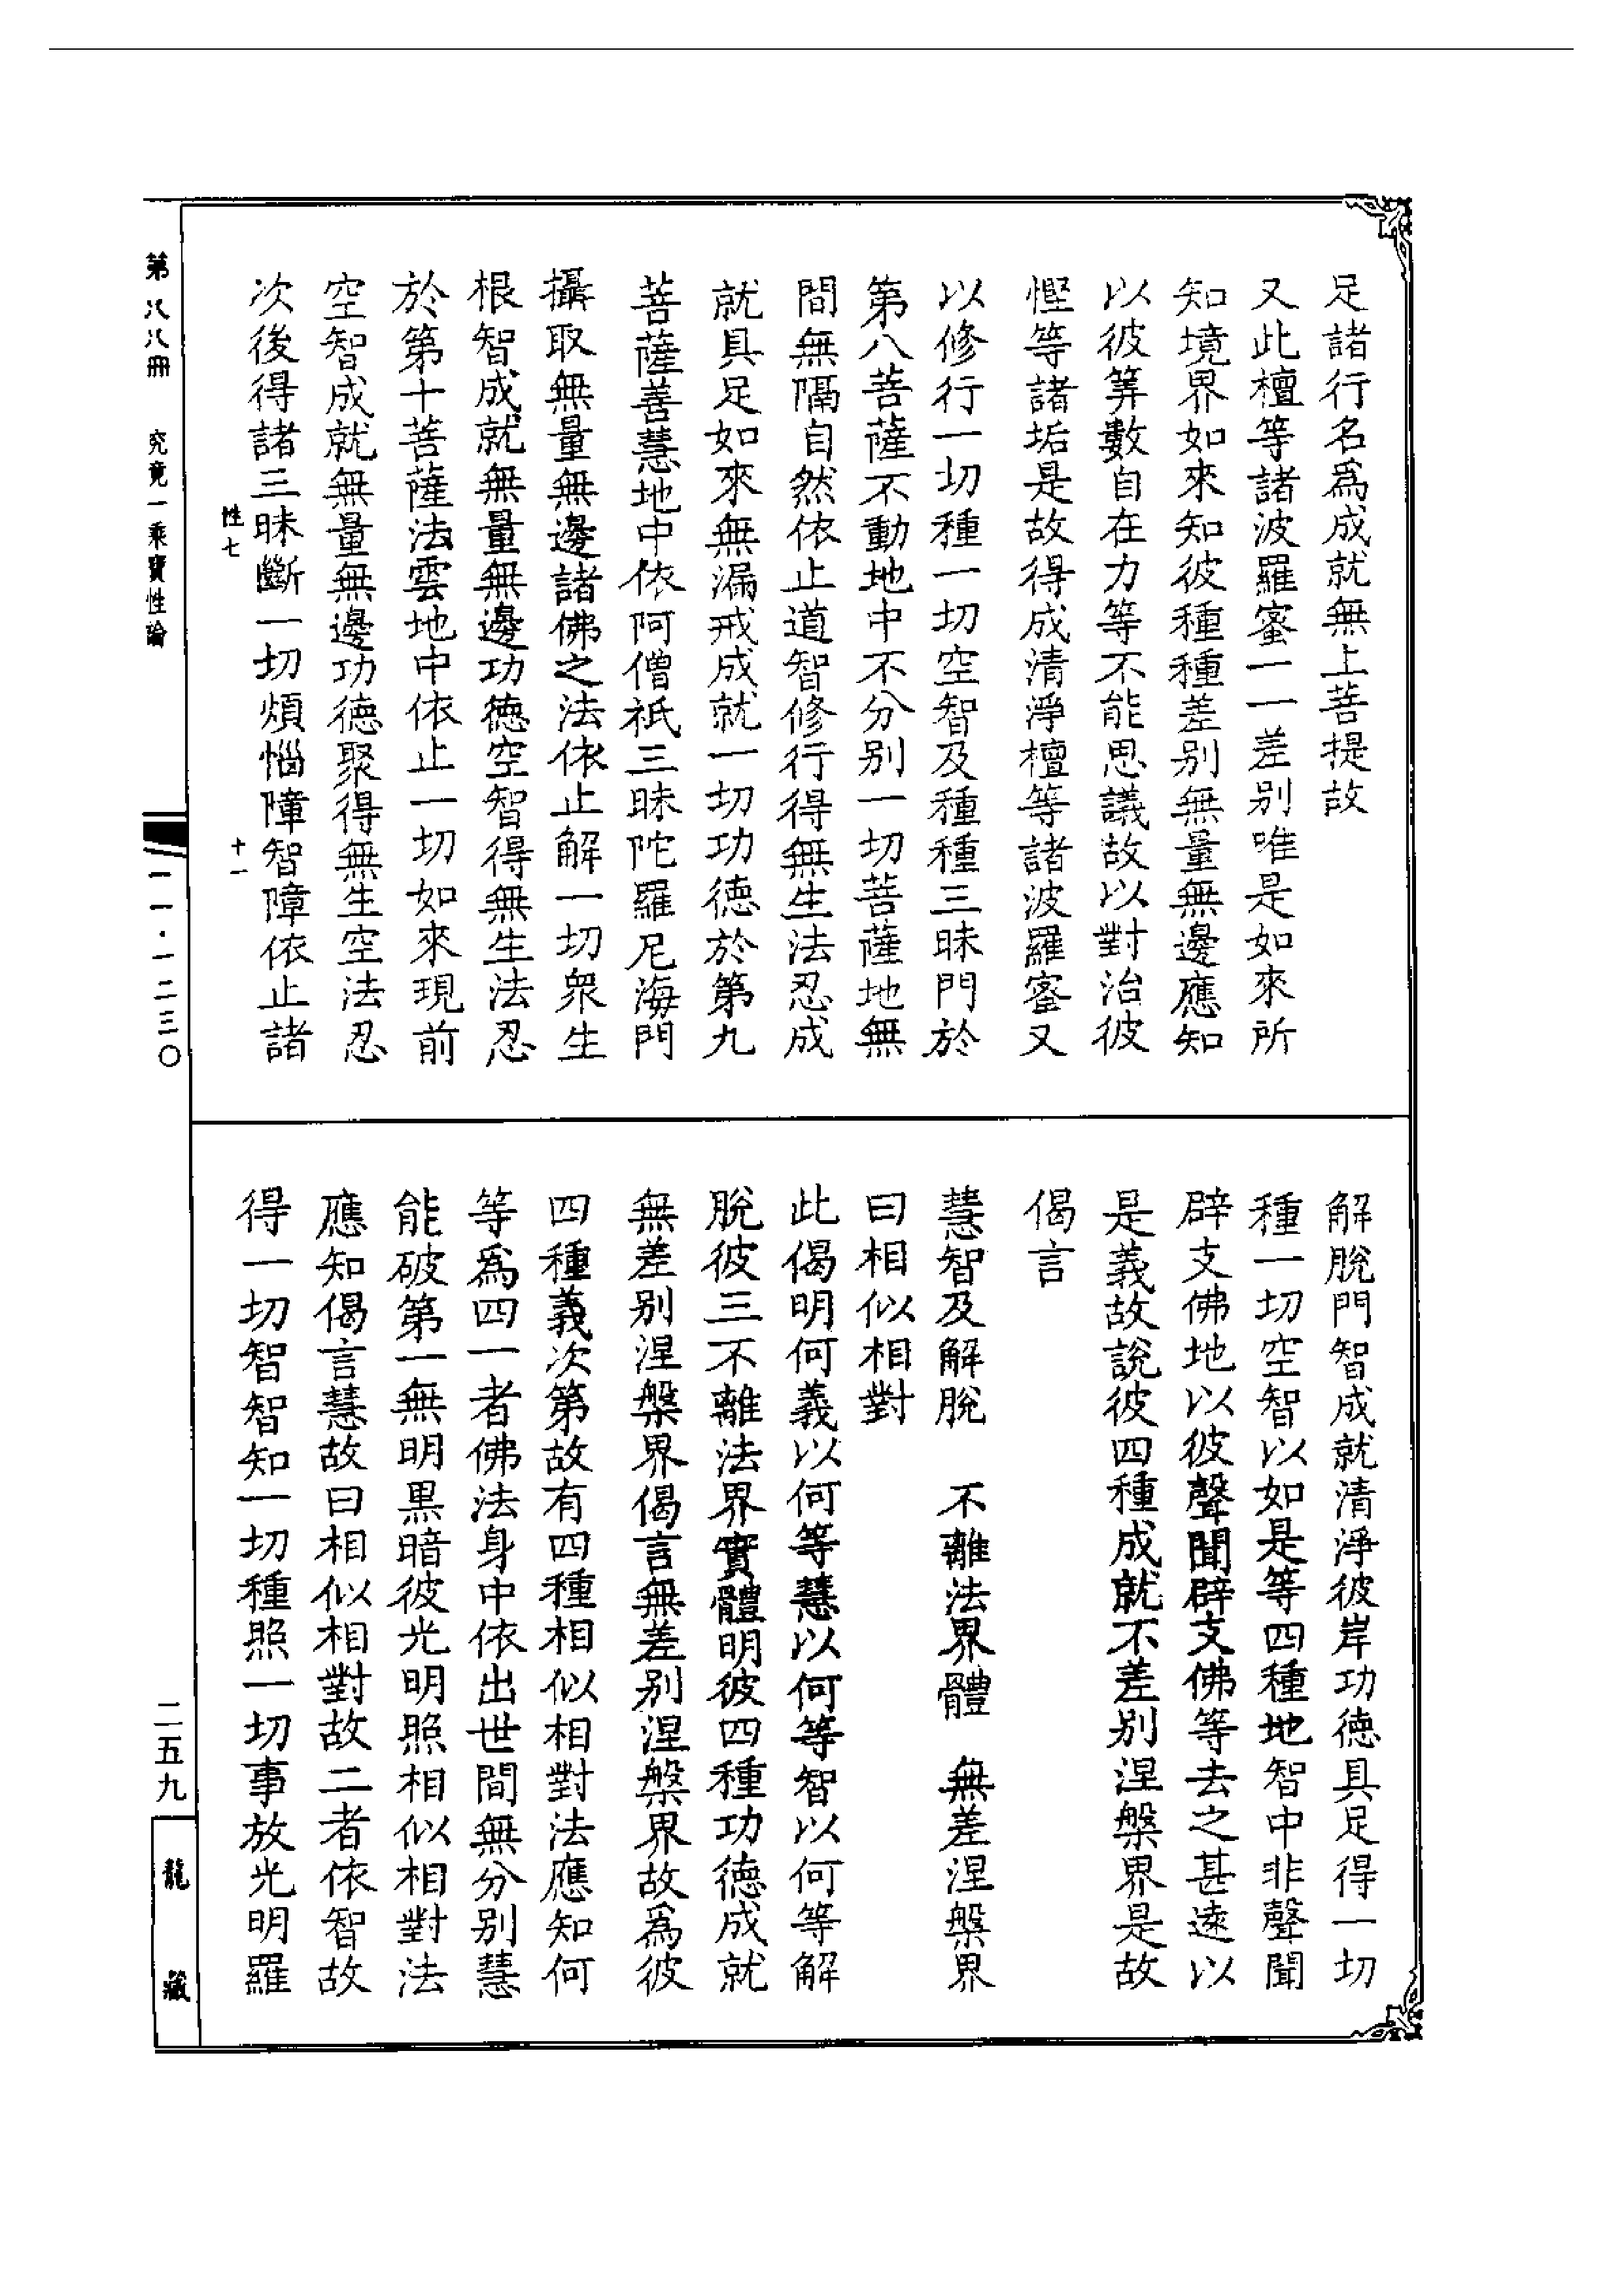 足諸行名爲成就無上菩提故
又此檀等諸波羅蜜一一差别唯是如來所
知境界如來知彼種種差别無量無邊應知
以彼筭數自在力等不能思議故以對治彼
慳等諸垢是故得成清淨檀等諸波羅蜜又
以修行一切種一切空智及種種三昧門於
第八菩薩不動地中不分别一切菩薩地無
間無隔自然依止道智修行得無生法忍成
就具足如來無漏戒成就一切功德於第九
菩薩善慧地中依阿僧祇三昧陀羅尼海門
攝取無量無邊諸佛之法依止解一切衆生
根智成就無量無邊功德空智得無生法忍
於第十菩薩法雲地中依止一切如來現前
空智成就無量無邊功德聚得無生空法忍
次後得諸三昧斷一切煩惱障智障依止諸
性七 十一
解脫門智成就清淨彼岸功德具足得一切
種一切空智以如是等四種地智中非聲聞
辟支佛地以彼聲聞辟支佛等去之甚遠以
是義故說彼四種成就不差别涅槃界是故
偈言
慧智及解脫 不離法界體 無差涅槃界
曰相似相對
此偈明何義以何等慧以何等智以何等解
脫彼三不離法界實體明彼四種功德成就
無差别涅槃界偈言無差别涅槃界故爲彼
四種義次第故有四種相似相對法應知何
等爲四一者佛法身中依出世間無分别慧
能破第一無明黑暗彼光明照相似相對法
應知偈言慧故曰相似相對故二者依智故
得一切智智知一切種照一切事放光明羅
第八八冊 究竟一乘寶性論
一一·一二三〇
二五九
龍藏